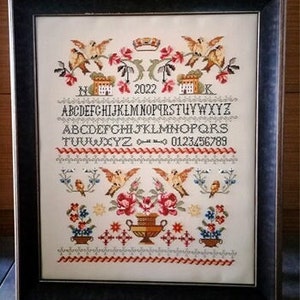 2022
N K
ABCDEFGHIJKLMNOPQRSTUVWXYZ
ABCDEFGHIJKLMNOPQRS
TUVWXYZ 0123456789